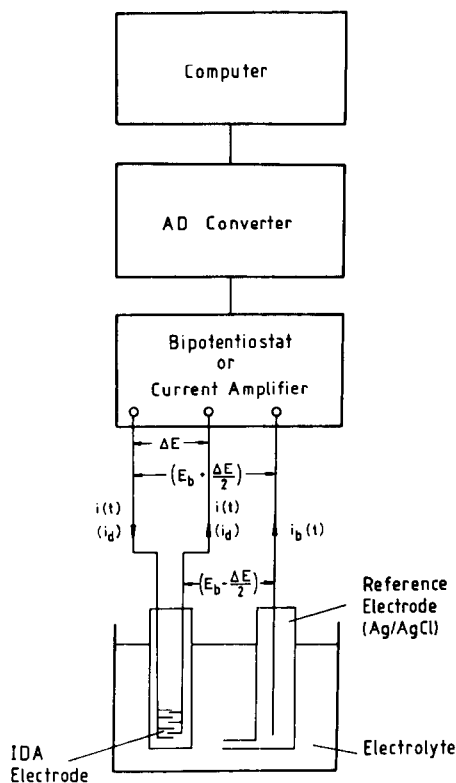 Computer
AD Converter
Bipotentiostat
or
Current Amplifier
ΔE
(E_b + ΔE/2)
i(t) i(t)
(i_d) (i_d) i_b(t)
(E_b - ΔE/2)
Reference
Electrode
(Ag/AgCl)
IDA
Electrode
Electrolyte